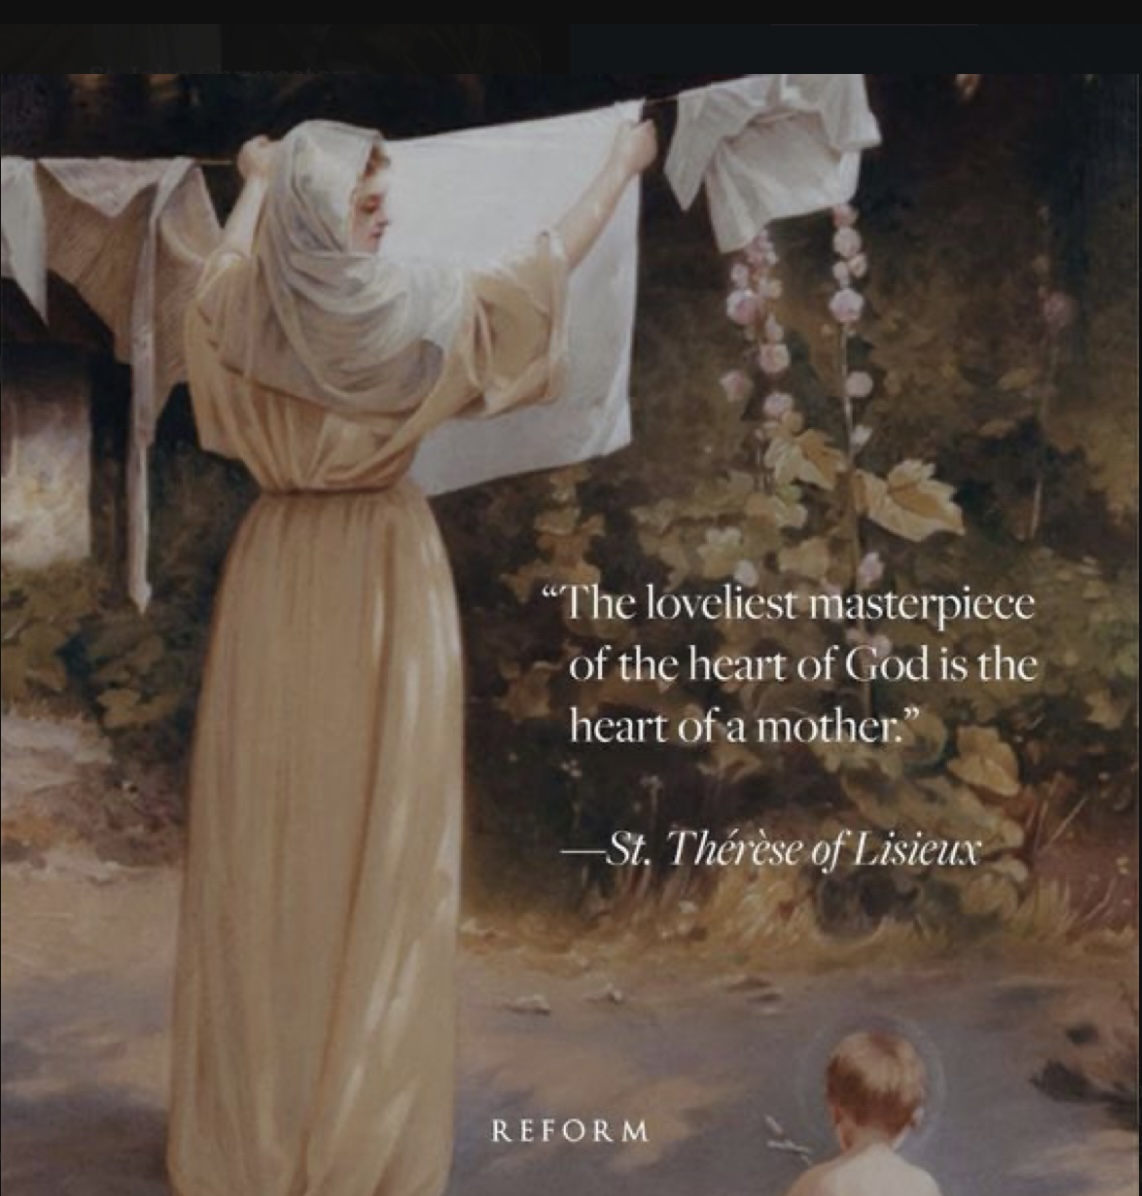 “The loveliest masterpiece
of the heart of God is the
heart of a mother.”
—St. Thérèse of Lisieux
REFORM